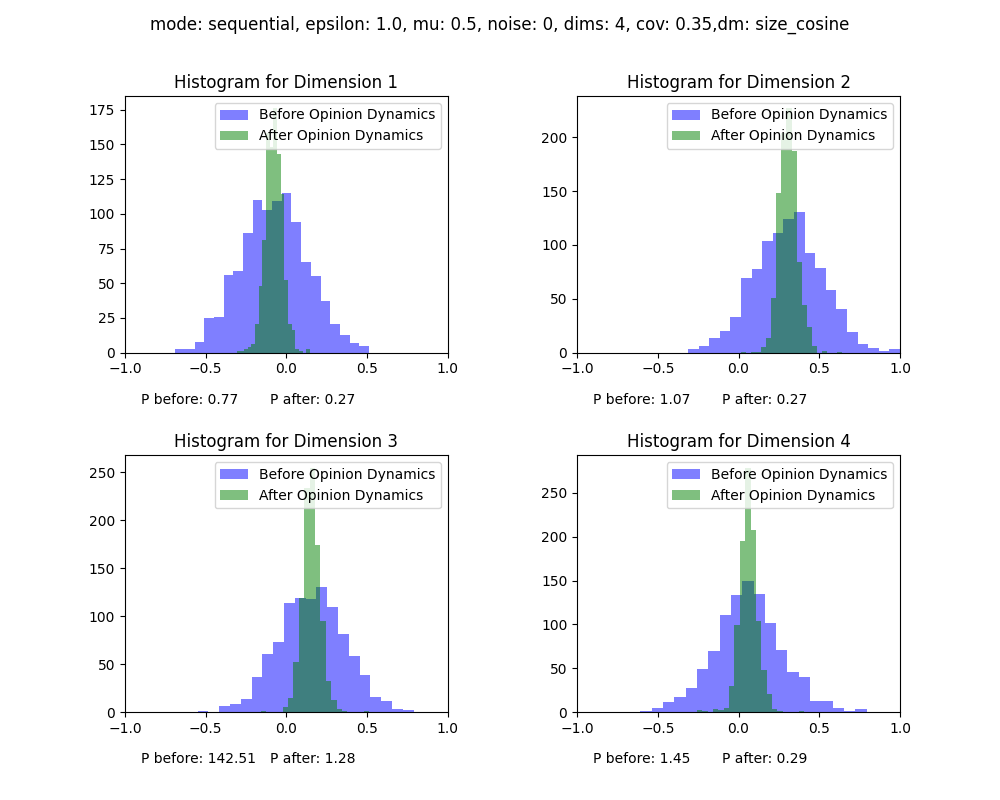 mode: sequential, epsilon: 1.0, mu: 0.5, noise: 0, dims: 4, cov: 0.35,dm: size_cosine
Histogram for Dimension 1
Before Opinion Dynamics
After Opinion Dynamics
175
150
125
100
75
50
25
0
−1.0 −0.5 0.0 0.5 1.0
P before: 0.77 P after: 0.27
Histogram for Dimension 2
Before Opinion Dynamics
After Opinion Dynamics
200
150
100
50
0
−1.0 −0.5 0.0 0.5 1.0
P before: 1.07 P after: 0.27
Histogram for Dimension 3
Before Opinion Dynamics
After Opinion Dynamics
250
200
150
100
50
0
−1.0 −0.5 0.0 0.5 1.0
P before: 142.51 P after: 1.28
Histogram for Dimension 4
Before Opinion Dynamics
After Opinion Dynamics
250
200
150
100
50
0
−1.0 −0.5 0.0 0.5 1.0
P before: 1.45 P after: 0.29